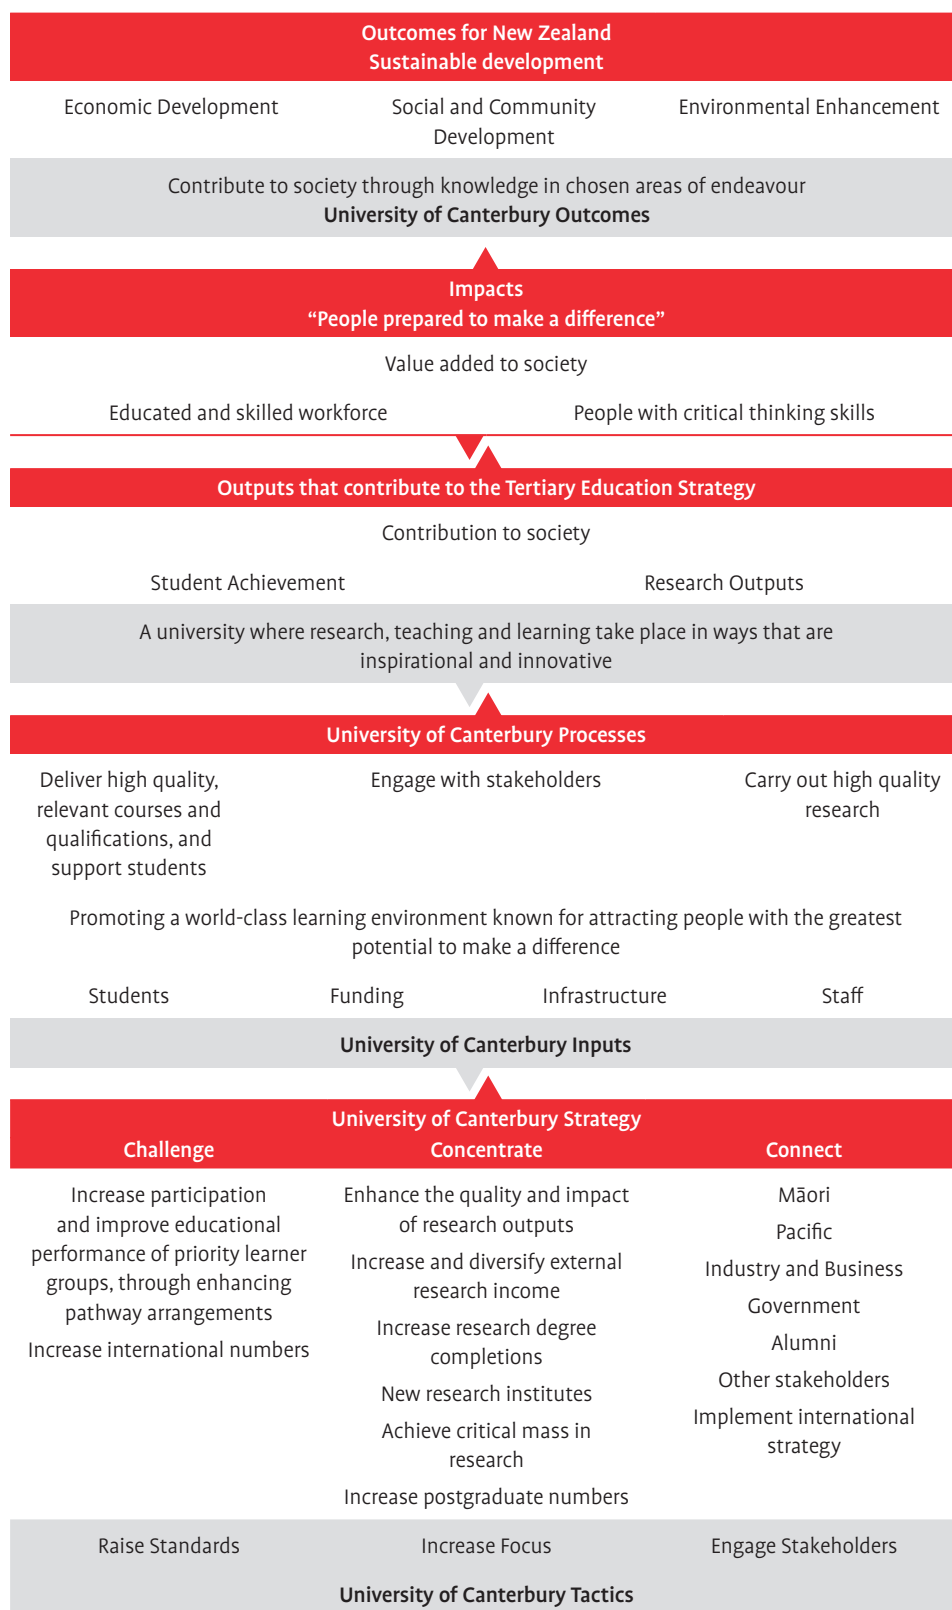 Outcomes for New Zealand
Sustainable development
Economic Development
Social and Community
Development
Environmental Enhancement
Contribute to society through knowledge in chosen areas of endeavour
University of Canterbury Outcomes
Impacts
“People prepared to make a difference”
Value added to society
Educated and skilled workforce
People with critical thinking skills
Outputs that contribute to the Tertiary Education Strategy
Contribution to society
Student Achievement
Research Outputs
A university where research, teaching and learning take place in ways that are
inspirational and innovative
University of Canterbury Processes
Deliver high quality,
relevant courses and
qualifications, and
support students
Engage with stakeholders
Carry out high quality
research
Promoting a world-class learning environment known for attracting people with the greatest
potential to make a difference
Students
Funding
Infrastructure
Staff
University of Canterbury Inputs
University of Canterbury Strategy
Challenge
Concentrate
Connect
Increase participation
and improve educational
performance of priority learner
groups, through enhancing
pathway arrangements
Increase international numbers
Enhance the quality and impact
of research outputs
Increase and diversify external
research income
Increase research degree
completions
New research institutes
Achieve critical mass in
research
Increase postgraduate numbers
Māori
Pacific
Industry and Business
Government
Alumni
Other stakeholders
Implement international
strategy
Raise Standards
Increase Focus
Engage Stakeholders
University of Canterbury Tactics